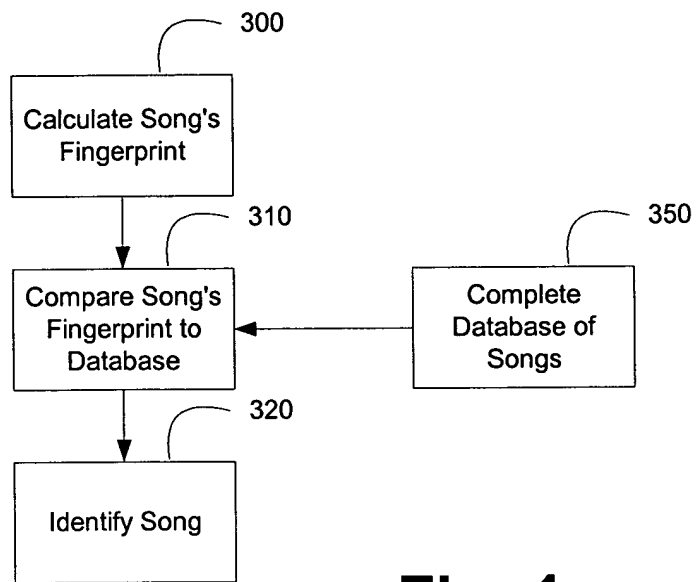 300
Calculate Song's
Fingerprint
310
350
Compare Song's
Fingerprint to
Database
Complete
Database of
Songs
320
Identify Song